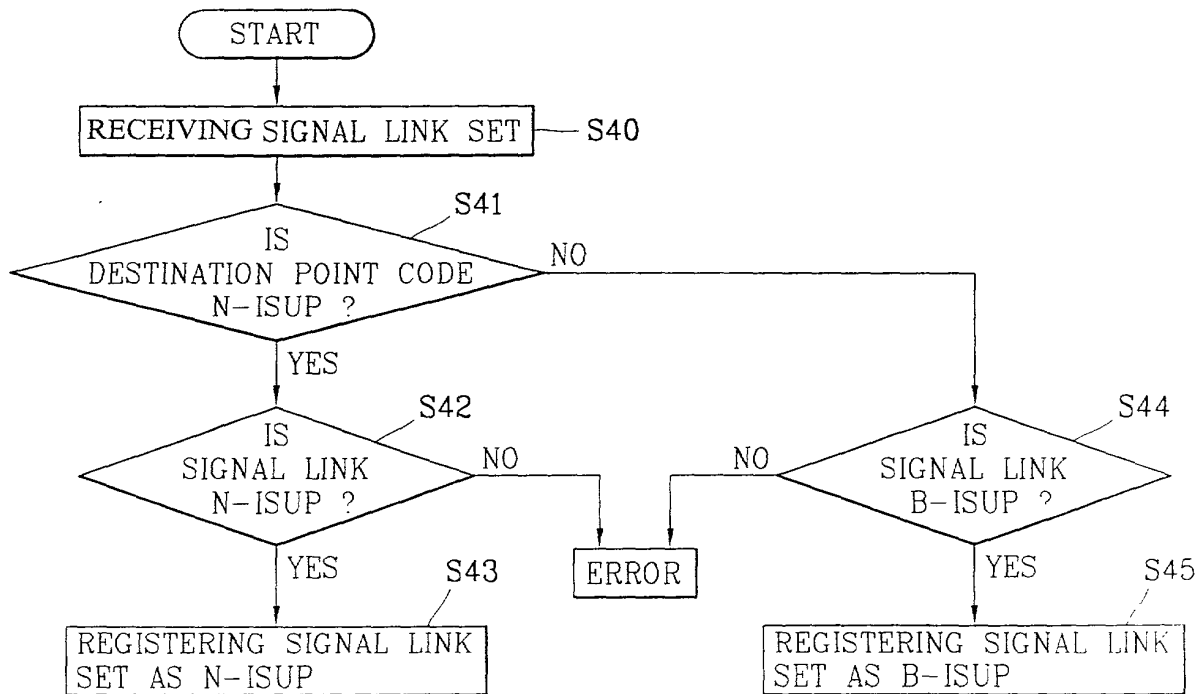 START
RECEIVING SIGNAL LINK SET
S40
S41
IS
DESTINATION POINT CODE
N-ISUP ?
NO
YES
S42
IS
SIGNAL LINK
N-ISUP ?
NO
YES
S44
IS
SIGNAL LINK
B-ISUP ?
NO
YES
ERROR
S43
REGISTERING SIGNAL LINK
SET AS N-ISUP
S45
REGISTERING SIGNAL LINK
SET AS B-ISUP